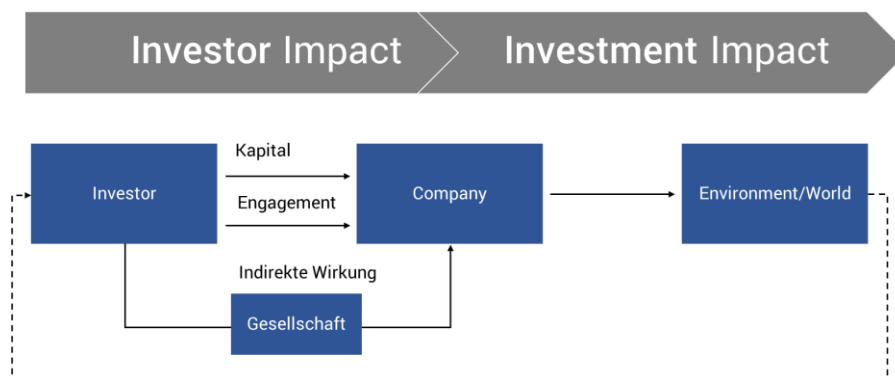 Investor Impact
Investment Impact
Kapital
Investor
Company
Environment/World
Engagement
Indirekte Wirkung
Gesellschaft